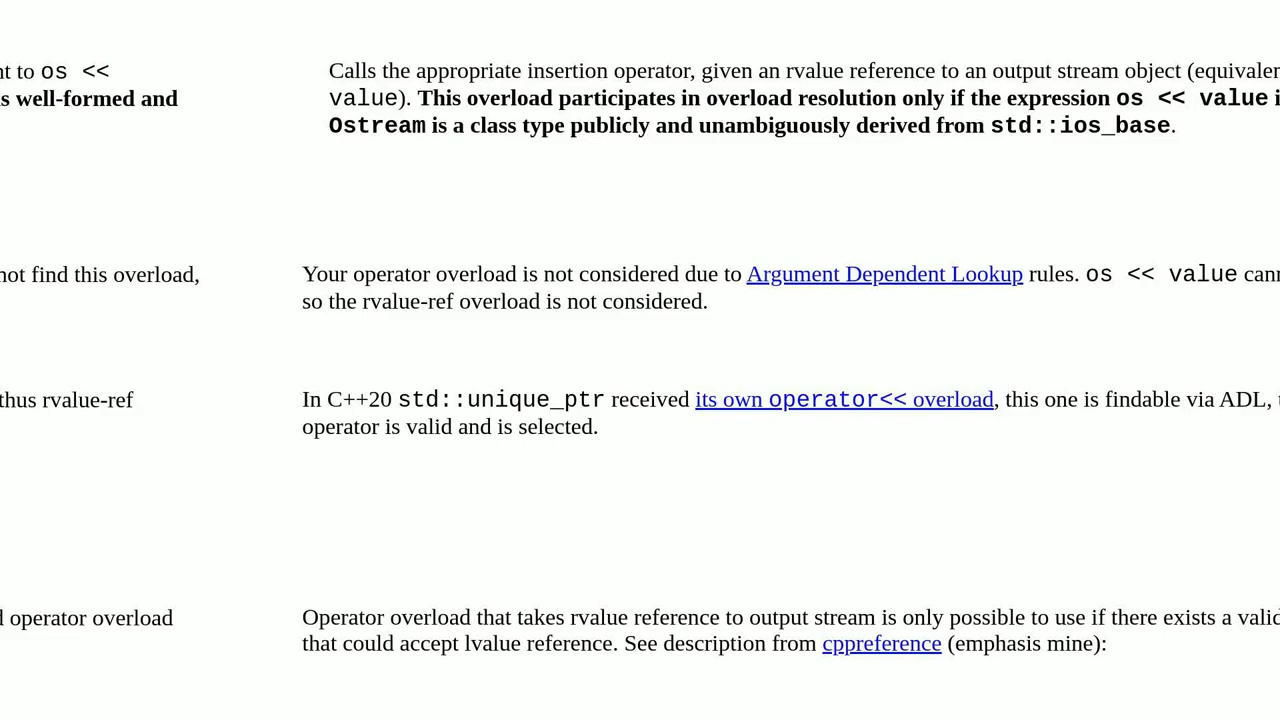 nt to os <<
s well-formed and
Calls the appropriate insertion operator, given an rvalue reference to an output stream object (equivalen
value). This overload participates in overload resolution only if the expression os << value i
Ostream is a class type publicly and unambiguously derived from std::ios_base.
not find this overload,
Your operator overload is not considered due to Argument Dependent Lookup rules. os << value cann
so the rvalue-ref overload is not considered.
thus rvalue-ref
In C++20 std::unique_ptr received its own operator<< overload, this one is findable via ADL,
operator is valid and is selected.
operator overload
Operator overload that takes rvalue reference to output stream is only possible to use if there exists a valid
that could accept lvalue reference. See description from cppreference (emphasis mine):